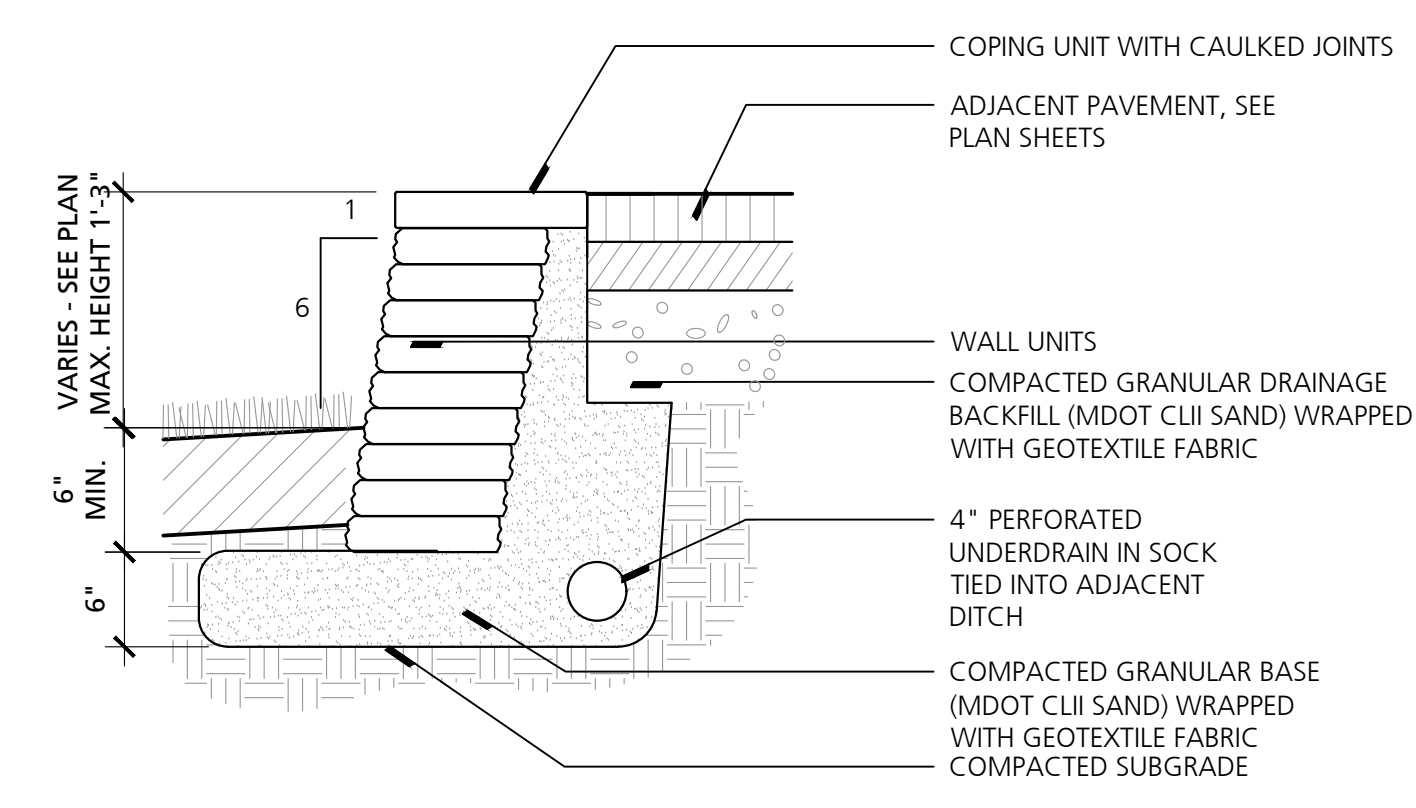 COPING UNIT WITH CAULKED JOINTS
ADJACENT PAVEMENT, SEE
PLAN SHEETS
VARIES - SEE PLAN
MAX. HEIGHT 1'-3"
1
6
WALL UNITS
COMPACTED GRANULAR DRAINAGE
BACKFILL (MDOT CLII SAND) WRAPPED
WITH GEOTEXTILE FABRIC
6"
MIN.
4" PERFORATED
UNDERDRAIN IN SOCK
TIED INTO ADJACENT
DITCH
6"
COMPACTED GRANULAR BASE
(MDOT CLII SAND) WRAPPED
WITH GEOTEXTILE FABRIC
COMPACTED SUBGRADE